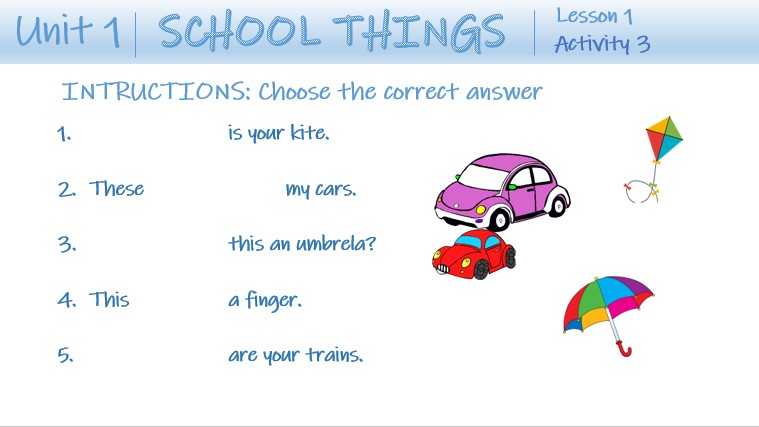 Unit 1
SCHOOL THINGS
Lesson 1
Activity 3
INTRUCTIONS: Choose the correct answer
1. is your kite.
2. These my cars.
3. this an umbrela?
4. This a finger.
5. are your trains.